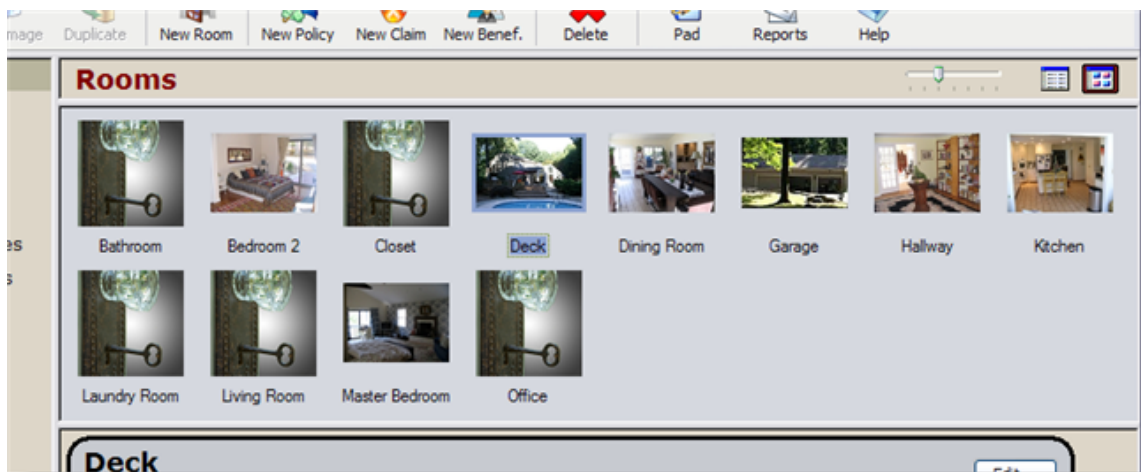 mage Duplicate New Room New Policy New Claim New Benef. Delete Pad Reports Help
Rooms
Bathroom Bedroom 2 Closet Deck Dining Room Garage Hallway Kitchen
Laundry Room Living Room Master Bedroom Office
Deck